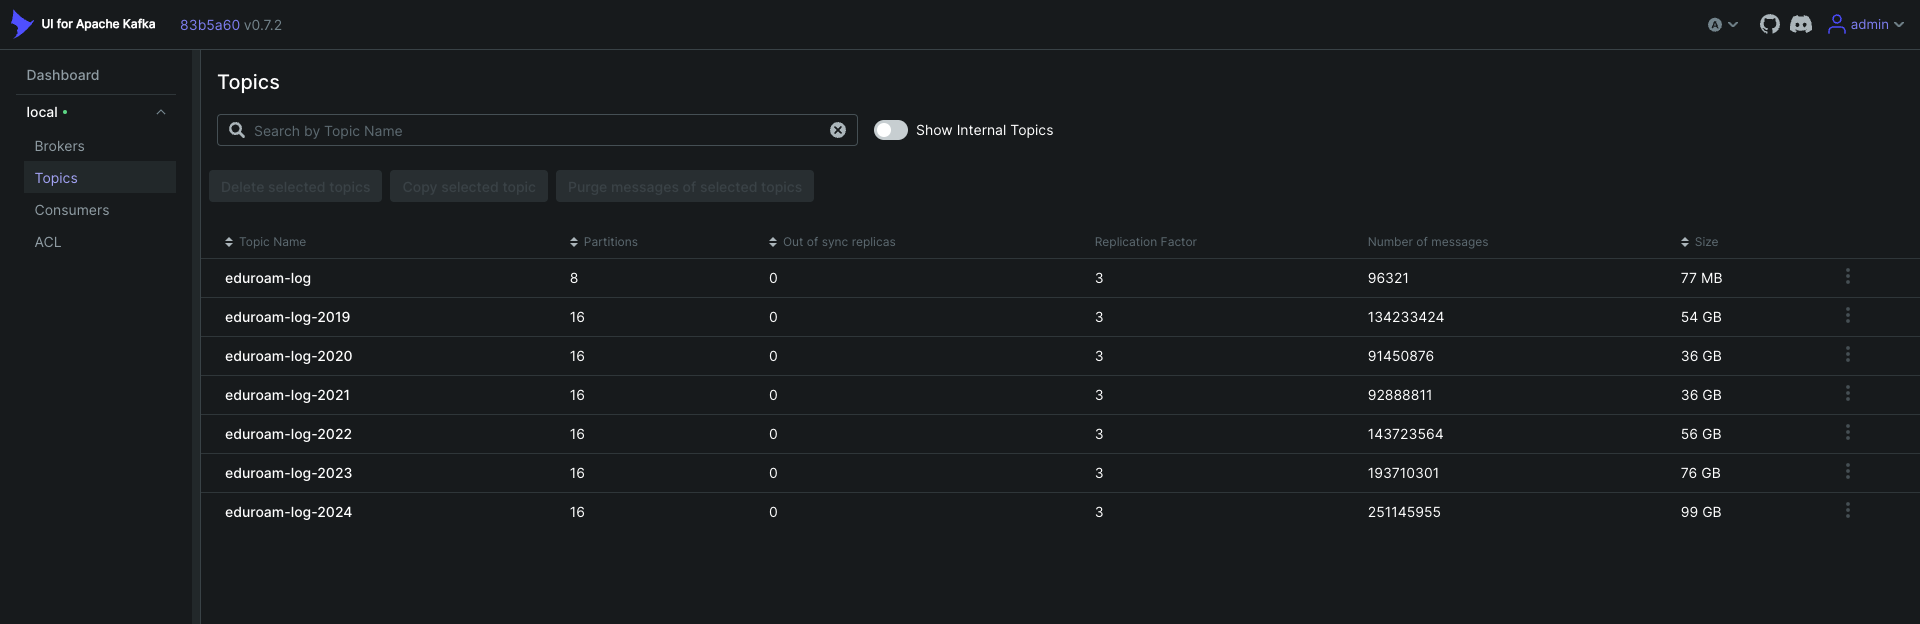 UI for Apache Kafka 83b5a60 v0.7.2 A admin
Dashboard
local
Brokers
Topics
Consumers
ACL
Topics
Search by Topic Name Show Internal Topics
Delete selected topics Copy selected topic Purge messages of selected topics
Topic Name Partitions Out of sync replicas Replication Factor Number of messages Size
eduroam-log 8 0 3 96321 77 MB
eduroam-log-2019 16 0 3 134233424 54 GB
eduroam-log-2020 16 0 3 91450876 36 GB
eduroam-log-2021 16 0 3 92888811 36 GB
eduroam-log-2022 16 0 3 143723564 56 GB
eduroam-log-2023 16 0 3 193710301 76 GB
eduroam-log-2024 16 0 3 251145955 99 GB